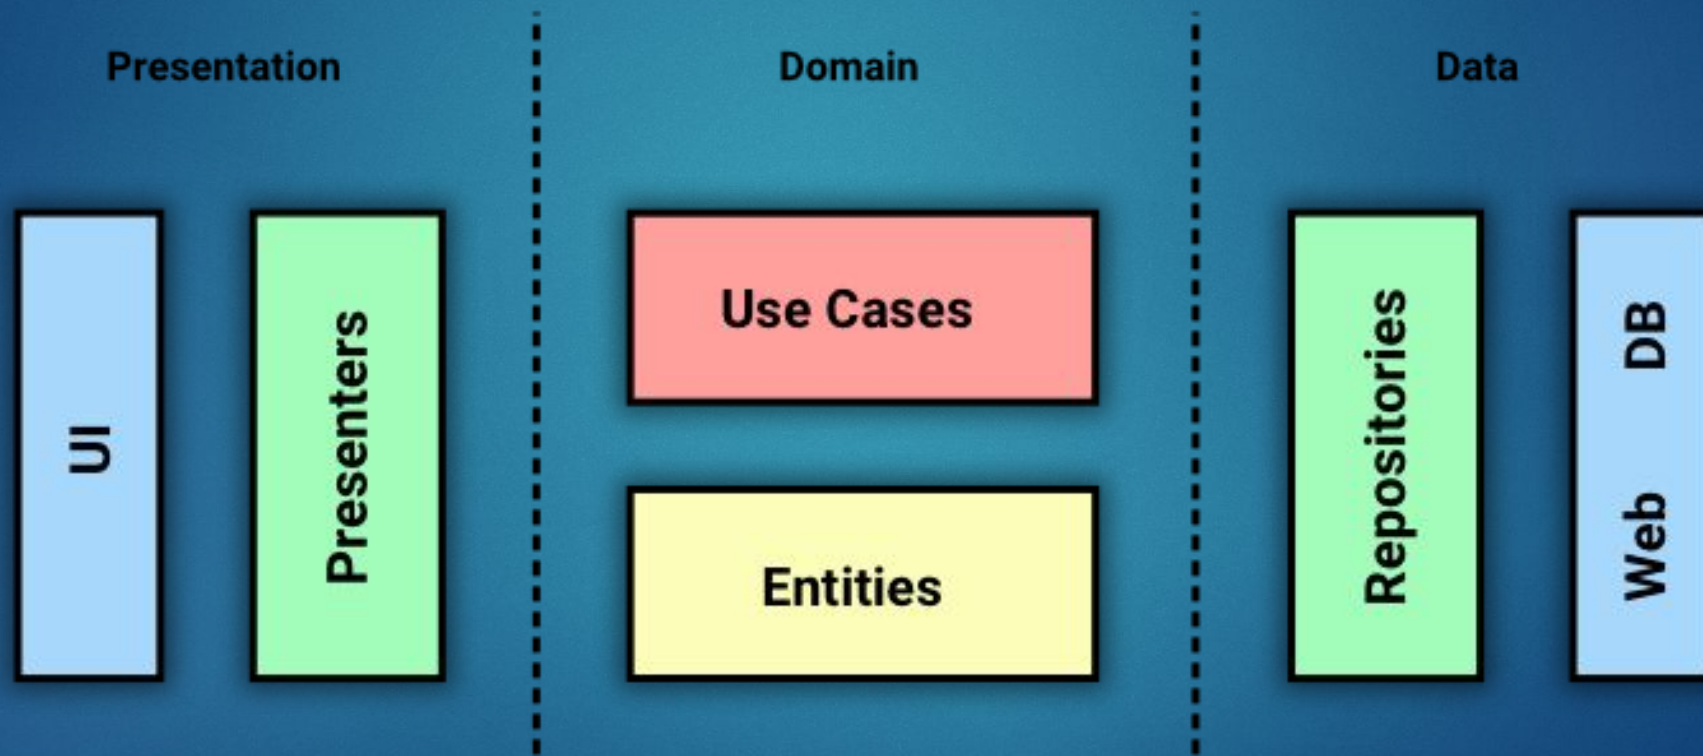 Presentation
Domain
Data
UI
Presenters
Use Cases
Entities
Repositories
Web DB